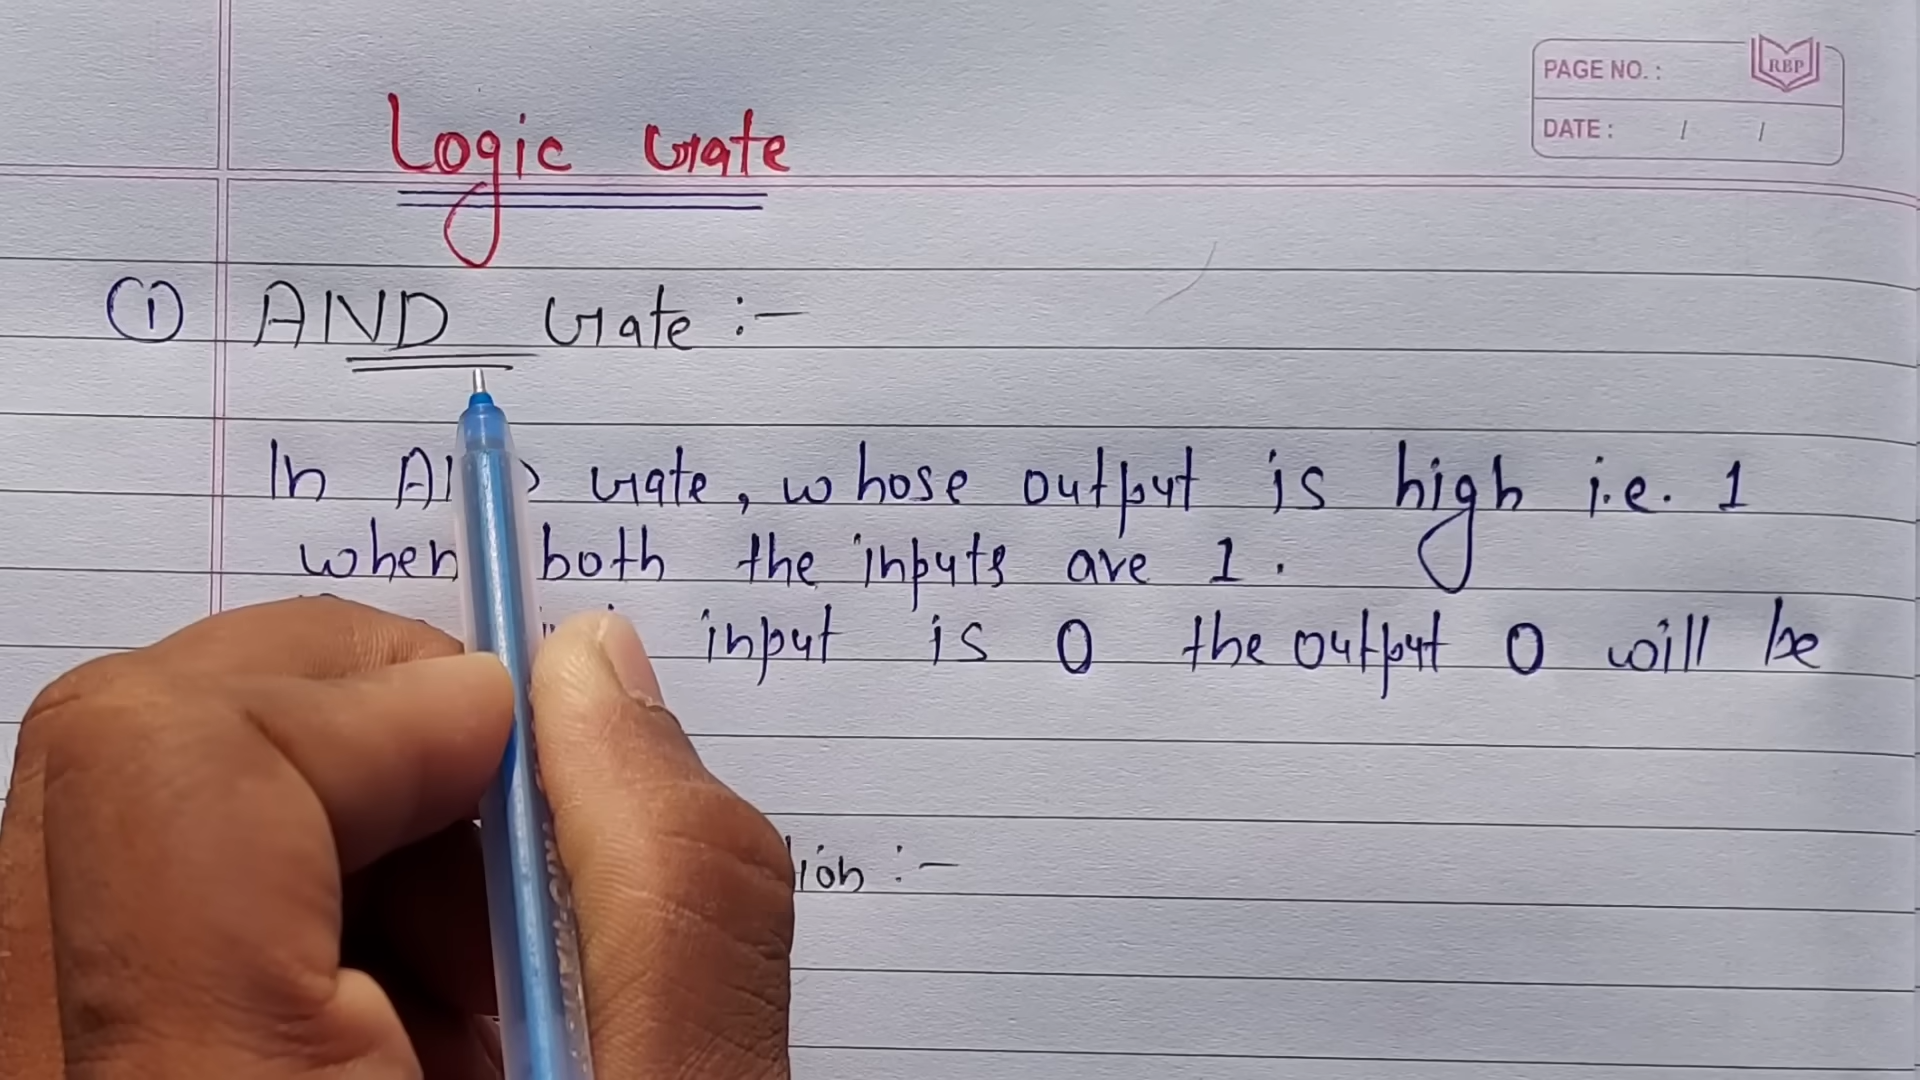 PAGE NO. :
RBP
DATE : / /
Logic Gate
① AND Gate :-
In Gate, whose output is high i.e. 1
when both the inputs are 1.
input is 0 the output 0 will be